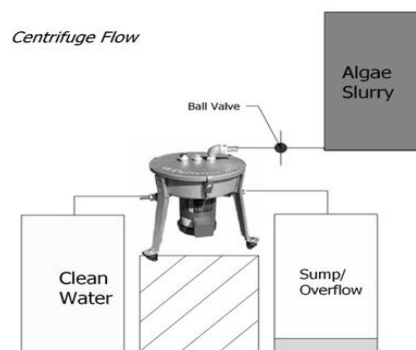 Centrifuge Flow
Algae
Slurry
Ball Valve
Clean
Water
Sump/
Overflow